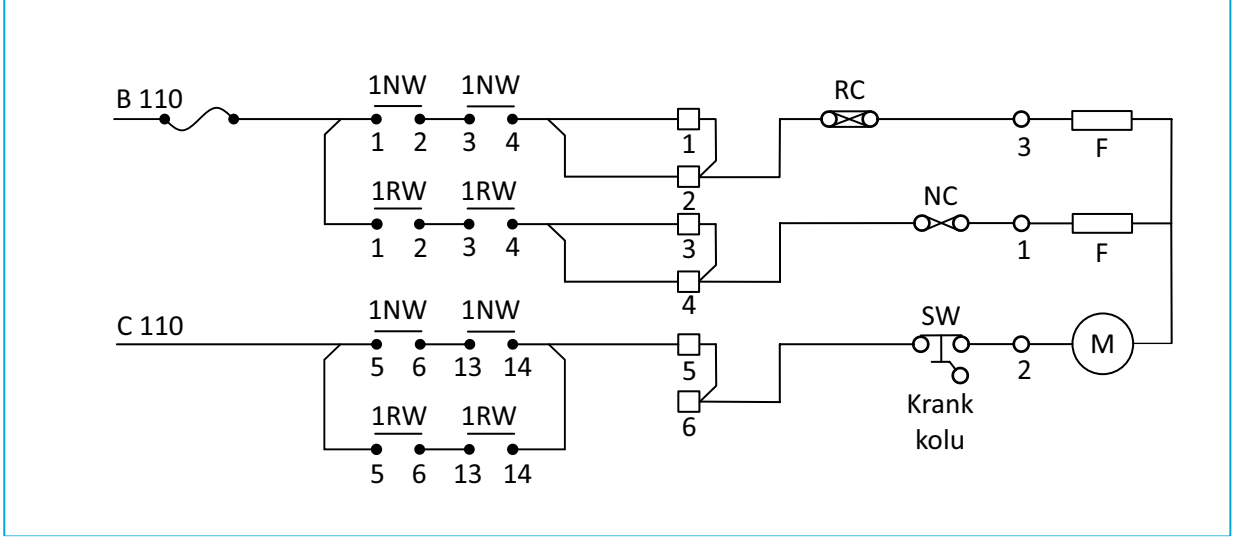 1NW 1NW
B 110
RC
1 2 3 4
1
3
F
1RW 1RW
2
NC
1 2 3 4
3
1
F
1NW 1NW
4
C 110
SW
M
5 6 13 14
5
2
1RW 1RW
6
Krank
kolu
5 6 13 14